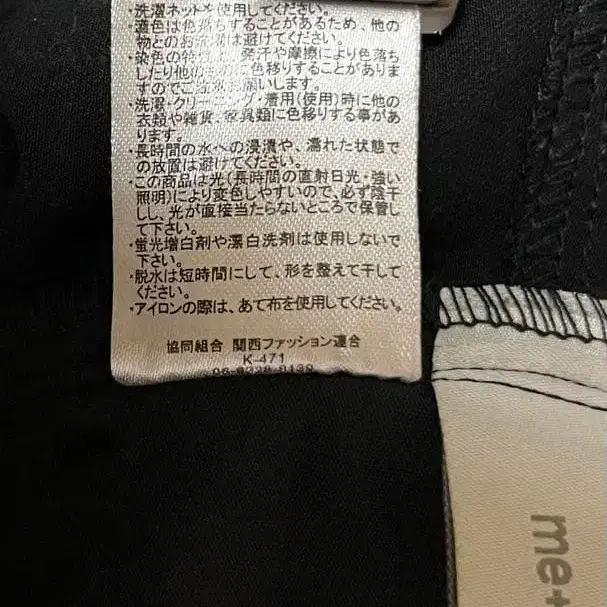 ・洗濯ネットを使用してください。
・濃色は色落ちすることがあるため、他の
物とのお洗濯は避けてください。
・染色の特性上、発汗や摩擦により色落ち
したり他の物に色移りすることがありま
すのでご注意お願いします。
・洗濯・クリーニング・着用(使用)時に他の
衣類や雑貨、家具類に色移りする事があ
ります。
・長時間の水への浸漬や、濡れた状態で
の放置は避けてください。
・この商品は光(長時間の直射日光・強い
照明)により変色しやすいので、必ず陰干
しし、光が直接当たらないところで保管し
て下さい。
・蛍光増白剤や漂白洗剤は使用しないで
下さい。
・脱水は短時間にして、形を整えて干して
ください。
・アイロンの際は、あて布を使用してください。
協同組合 関西ファッション連合
K-471
me+